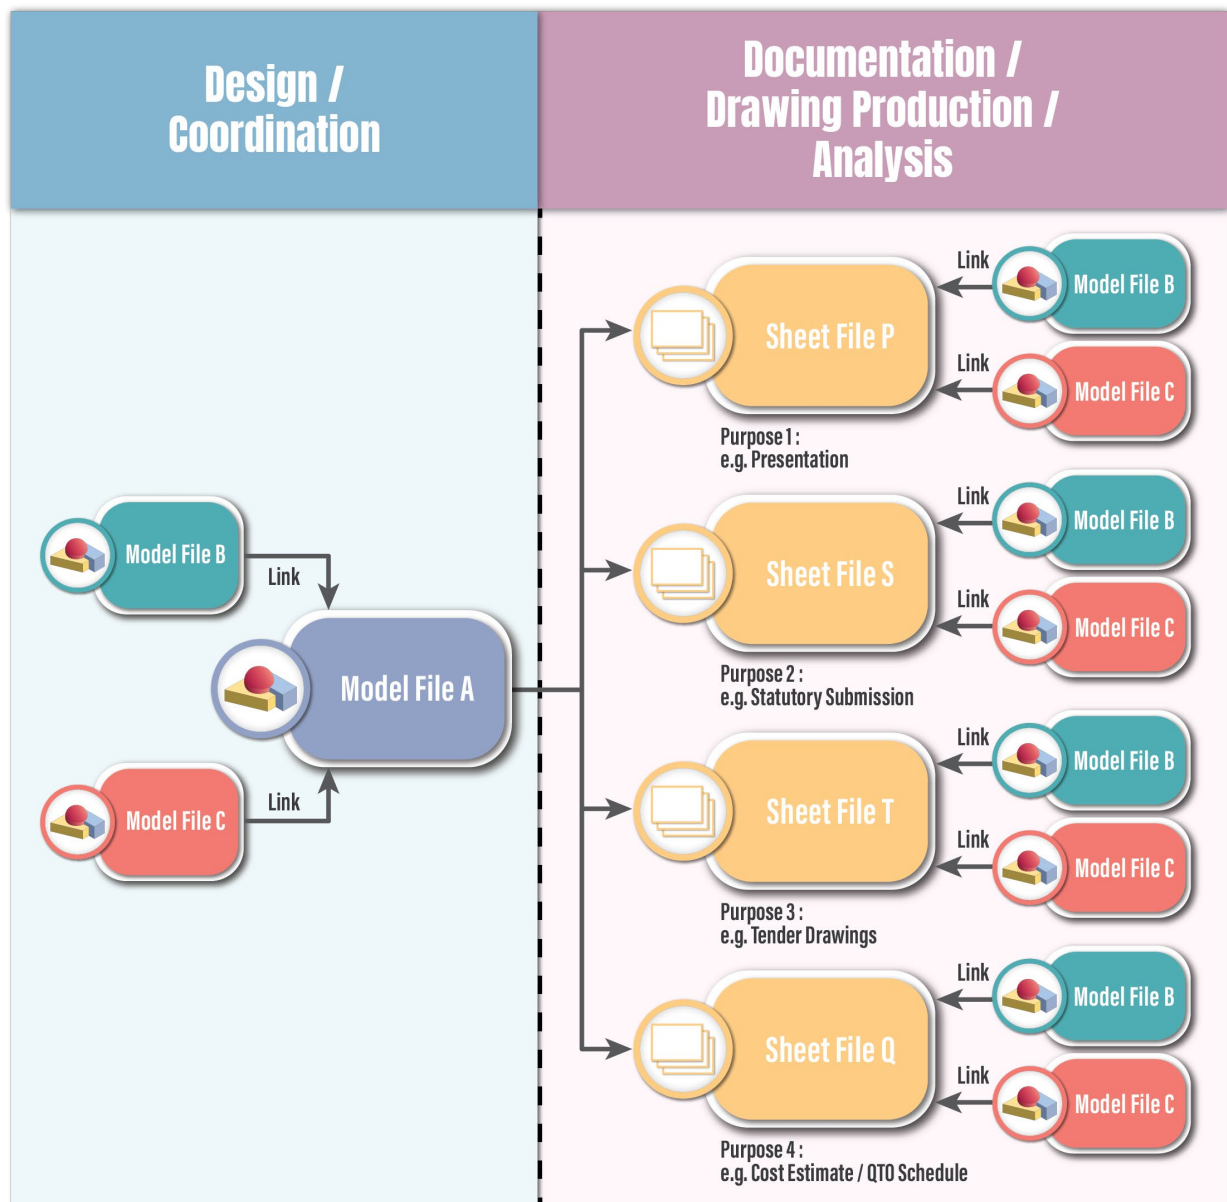 Design /
Coordination
Documentation /
Drawing Production /
Analysis
Model File B
Link
Model File A
Model File C
Link
Sheet File P
Purpose 1 :
e.g. Presentation
Link
Model File B
Link
Model File C
Sheet File S
Purpose 2 :
e.g. Statutory Submission
Link
Model File B
Link
Model File C
Sheet File T
Purpose 3 :
e.g. Tender Drawings
Link
Model File B
Link
Model File C
Sheet File Q
Purpose 4 :
e.g. Cost Estimate / QTO Schedule
Link
Model File B
Link
Model File C